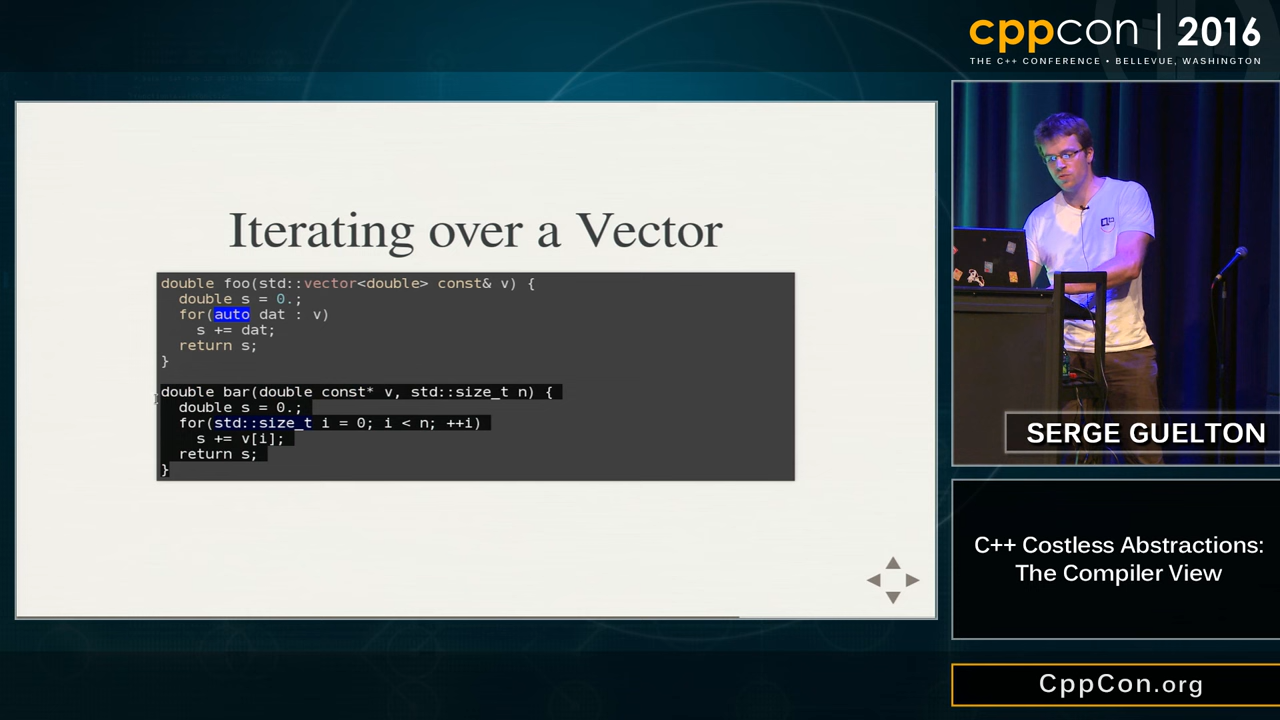 cppcon | 2016
THE C++ CONFERENCE • BELLEVUE, WASHINGTON
Iterating over a Vector
double foo(std::vector<double> const& v) {
  double s = 0.;
  for(auto dat : v)
    s += dat;
  return s;
}
double bar(double const* v, std::size_t n) {
  double s = 0.;
  for(std::size_t i = 0; i < n; ++i)
    s += v[i];
  return s;
}
SERGE GUELTON
C++ Costless Abstractions:
The Compiler View
CppCon.org